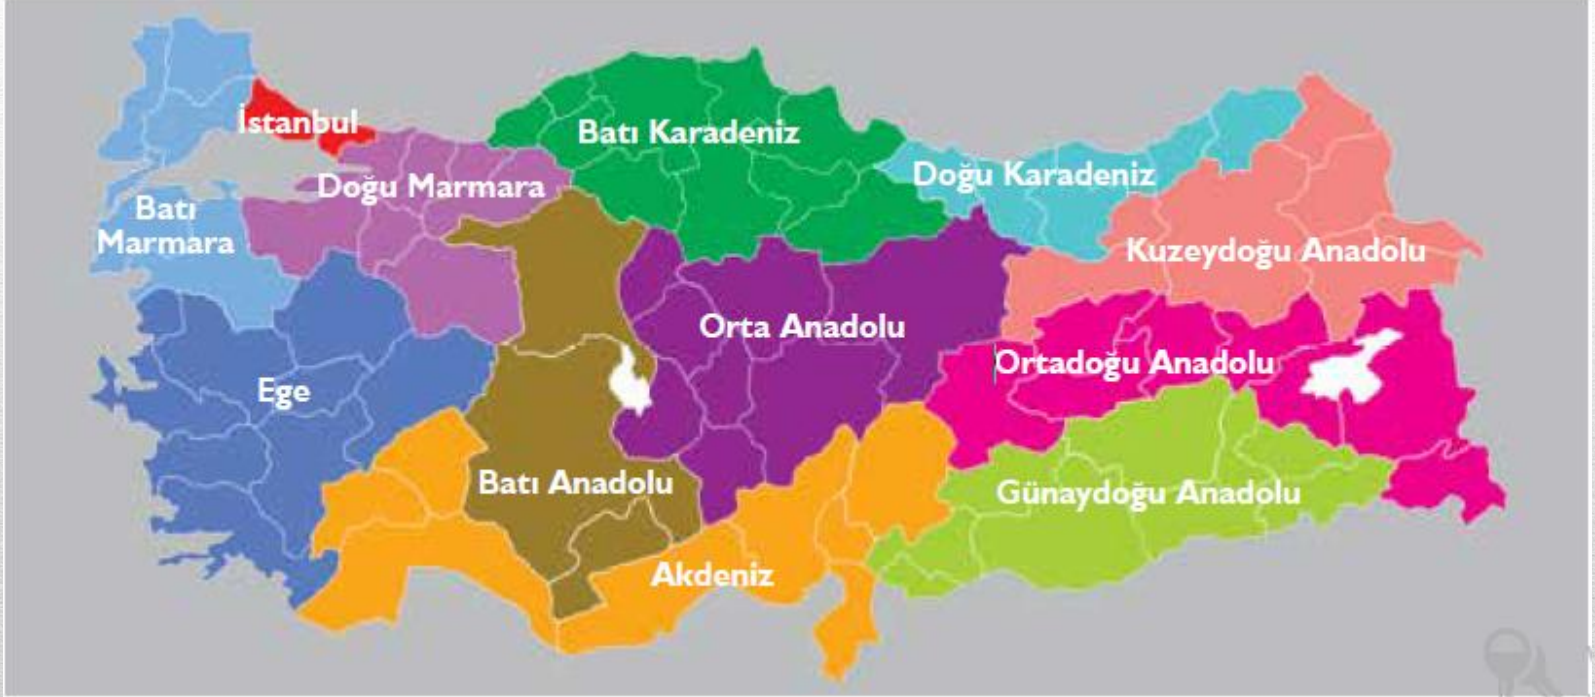 İstanbul
Batı Karadeniz
Doğu Karadeniz
Doğu Marmara
Batı
Marmara
Kuzeydoğu Anadolu
Orta Anadolu
Ortadoğu Anadolu
Ege
Batı Anadolu
Günaydoğu Anadolu
Akdeniz